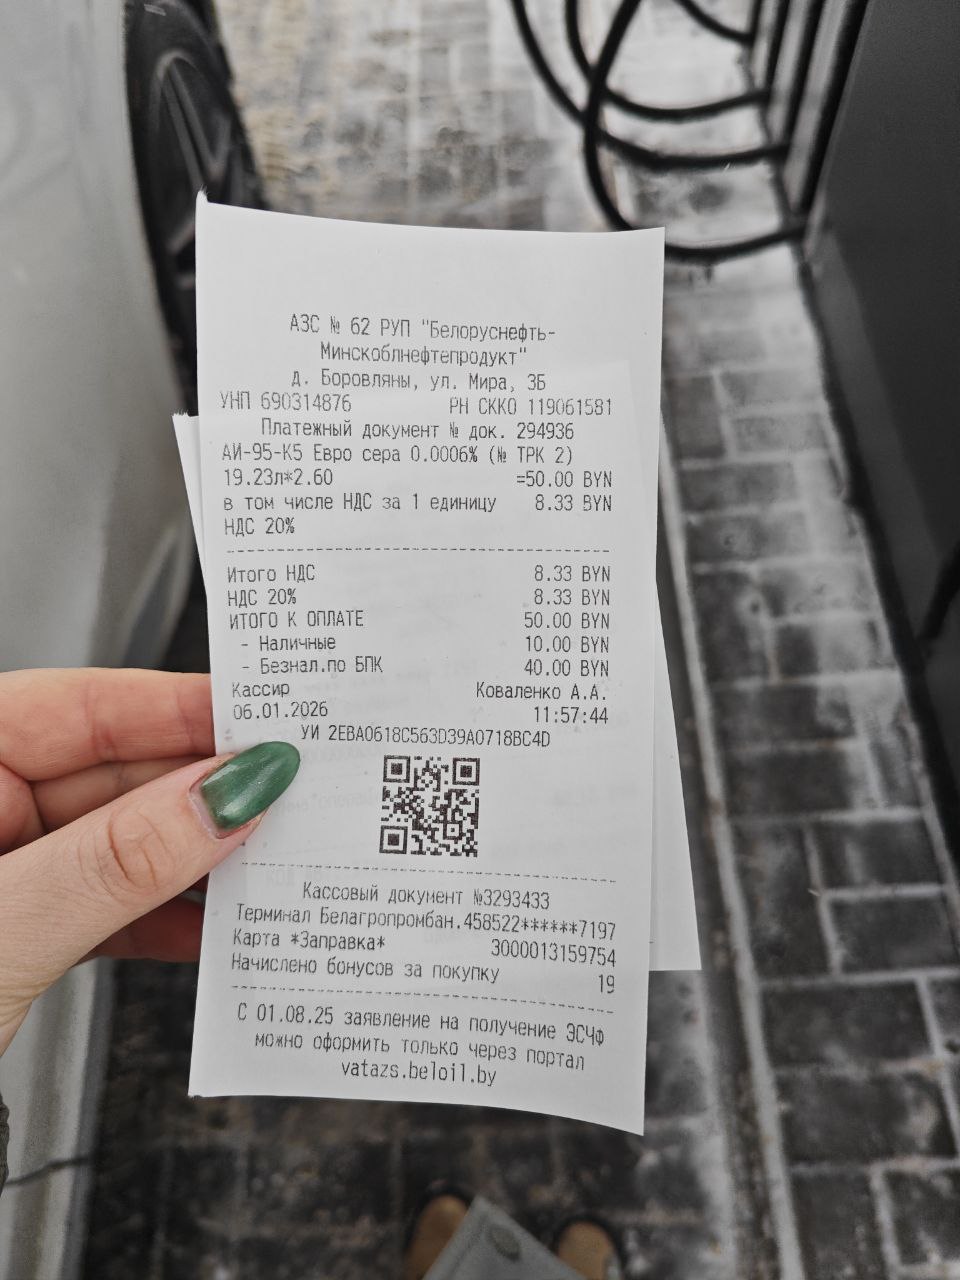 АЗС № 62 РУП "Белоруснефть-
Минскоблнефтепродукт"
д. Боровляны, ул. Мира, 3Б
УНП 690314876 РН СККО 119061581
Платежный документ № док. 294936
АИ-95-К5 Евро сера 0.0006% (№ ТРК 2)
19.23л*2.60 =50.00 BYN
в том числе НДС за 1 единицу 8.33 BYN
НДС 20%
Итого НДС 8.33 BYN
НДС 20% 8.33 BYN
ИТОГО К ОПЛАТЕ 50.00 BYN
- Наличные 10.00 BYN
- Безнал.по БПК 40.00 BYN
Кассир Коваленко А.А.
06.01.2026 11:57:44
УИ 2EBA0618C563D39A0718BC4D
Кассовый документ №3293433
Терминал Белагропромбан.458522******7197
Карта *Заправка* 3000013159754
Начислено бонусов за покупку 19
С 01.08.25 заявление на получение ЭСЧФ
можно оформить только через портал
vatazs.beloil.by